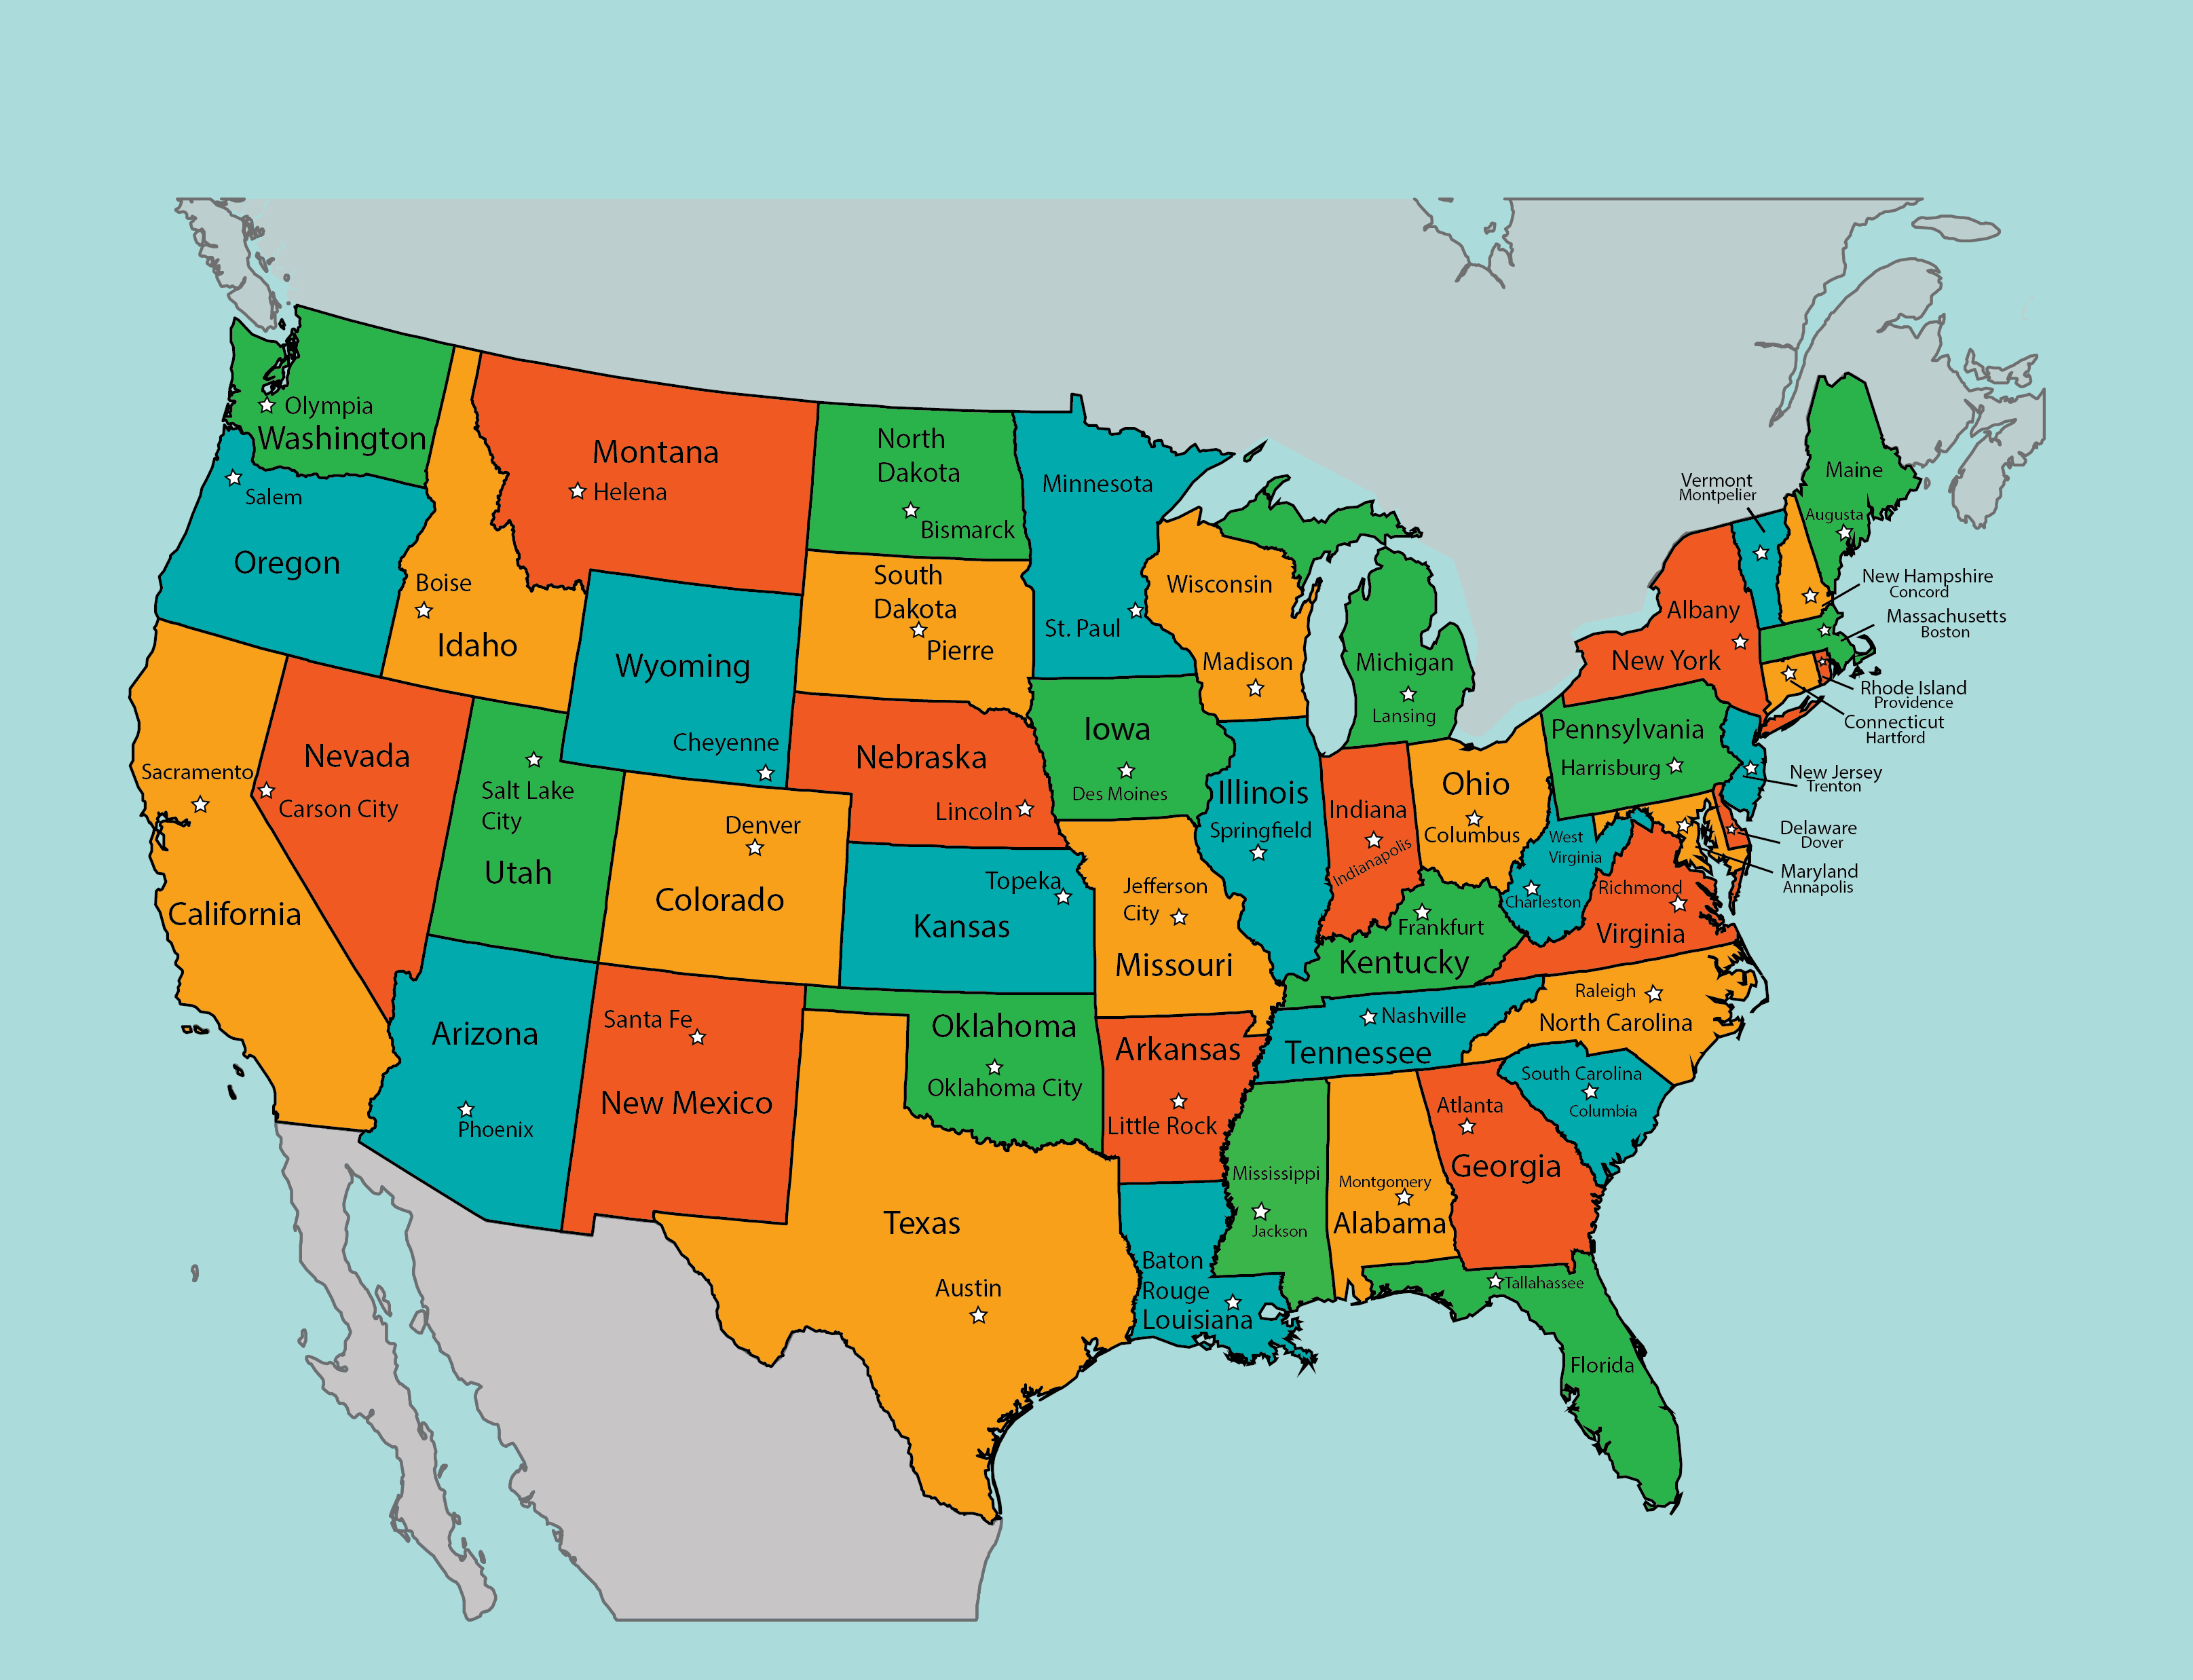 Olympia
Washington
Salem
Oregon
Boise
Idaho
Montana
Helena
Wyoming
Cheyenne
North
Dakota
Bismarck
South
Dakota
Pierre
Minnesota
St. Paul
Wisconsin
Madison
Michigan
Lansing
Sacramento
California
Nevada
Carson City
Salt Lake
City
Utah
Denver
Colorado
Nebraska
Lincoln
Topeka
Kansas
Iowa
Des Moines
Jefferson
City
Missouri
Illinois
Springfield
Indiana
Indianapolis
Ohio
Columbus
West
Virginia
Charleston
Frankfurt
Kentucky
Richmond
Virginia
Pennsylvania
Harrisburg
Albany
New York
Vermont
Montpelier
Maine
Augusta
New Hampshire
Concord
Massachusetts
Boston
Rhode Island
Providence
Connecticut
Hartford
New Jersey
Trenton
Delaware
Dover
Maryland
Annapolis
Arizona
Phoenix
Santa Fe
New Mexico
Oklahoma
Oklahoma City
Texas
Austin
Arkansas
Little Rock
Baton
Rouge
Louisiana
Nashville
Tennessee
Mississippi
Jackson
Montgomery
Alabama
Atlanta
Georgia
Raleigh
North Carolina
South Carolina
Columbia
Tallahassee
Florida